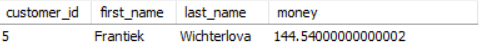 customer_id first_name last_name money
5 Frantiek Wichterlova 144.54000000000002